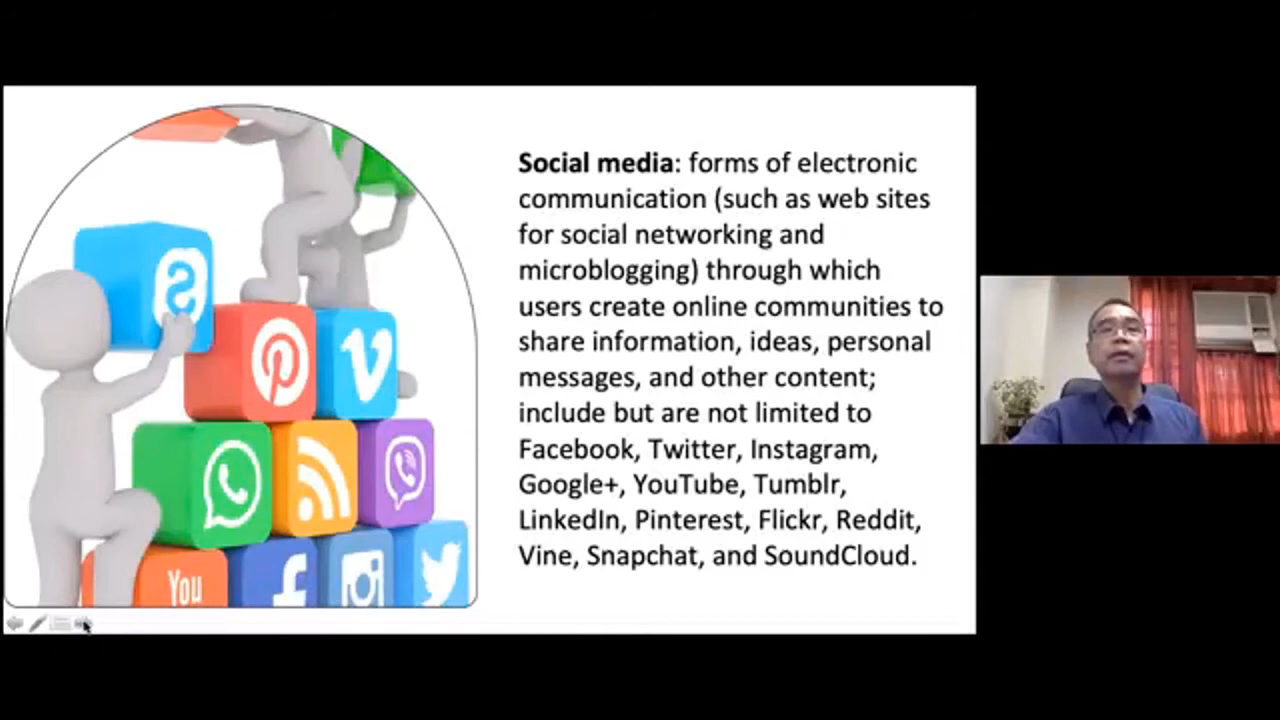 Social media: forms of electronic
communication (such as web sites
for social networking and
microblogging) through which
users create online communities to
share information, ideas, personal
messages, and other content;
include but are not limited to
Facebook, Twitter, Instagram,
Google+, YouTube, Tumblr,
LinkedIn, Pinterest, Flickr, Reddit,
Vine, Snapchat, and SoundCloud.
You